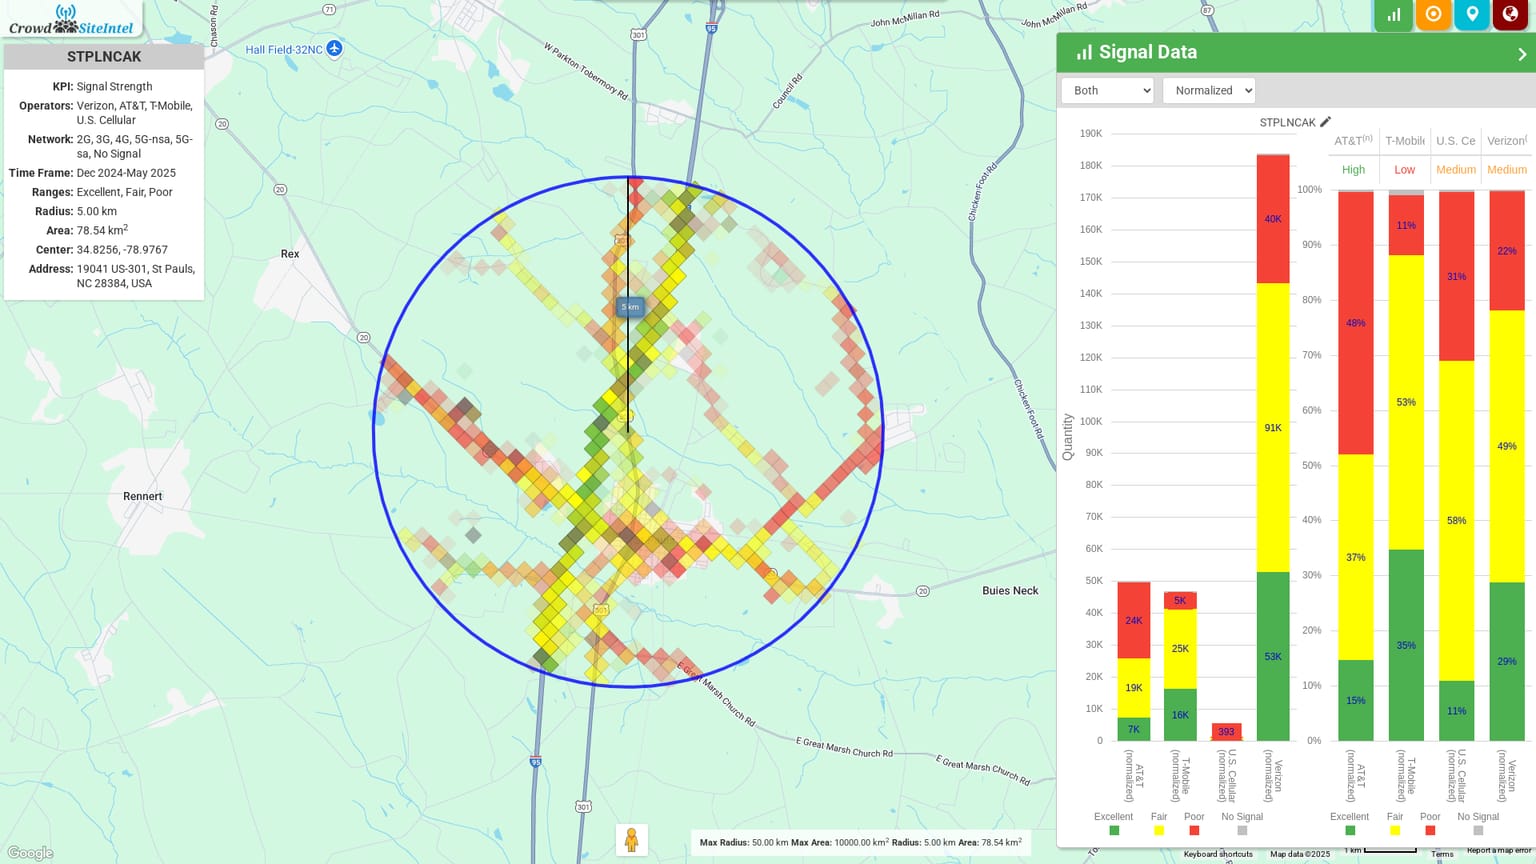 Crowd SiteIntel
STPLNCAK
KPI: Signal Strength
Operators: Verizon, AT&T, T-Mobile,
U.S. Cellular
Network: 2G, 3G, 4G, 5G-nsa, 5G-
sa, No Signal
Time Frame: Dec 2024-May 2025
Ranges: Excellent, Fair, Poor
Radius: 5.00 km
Area: 78.54 km²
Center: 34.8256, -78.9767
Address: 19041 US-301, St Pauls,
NC 28384, USA
Chason Rd
71
Hall Field-32NC
301
95
John McMillan Rd
John McMillan Rd
87
W Parkton-Tobermory Rd
Council Rd
20
20
Chicken Foot Rd
Rex
301
5 km
20
Chicken Foot Rd
301
Rennert
20
Buies Neck
301
E Great Marsh Church Rd
E Great Marsh Church Rd
E Great Marsh Church Rd
95
301
Google
Max Radius: 50.00 km Max Area: 10000.00 km² Radius: 5.00 km Area: 78.54 km²
Signal Data
Both
Normalized
STPLNCAK
Quantity
190K
180K
170K
160K
150K
140K
130K
120K
110K
100K
90K
80K
70K
60K
50K
40K
30K
20K
10K
0
24K
19K
7K
5K
25K
16K
393
40K
91K
53K
AT&T
(normalized)
T-Mobile
(normalized)
U.S. Cellular
(normalized)
Verizon
(normalized)
Excellent
Fair
Poor
No Signal
AT&T(n)
T-Mobile
U.S. Ce
Verizon(
High
Low
Medium
Medium
100%
90%
80%
70%
60%
50%
40%
30%
20%
10%
0%
48%
37%
15%
11%
53%
35%
31%
58%
11%
22%
49%
29%
AT&T
(normalized)
T-Mobile
(normalized)
U.S. Cellular
(normalized)
Verizon
(normalized)
Excellent
Fair
Poor
No Signal
Keyboard shortcuts
Map data ©2025
1 km
Terms
Report a map error